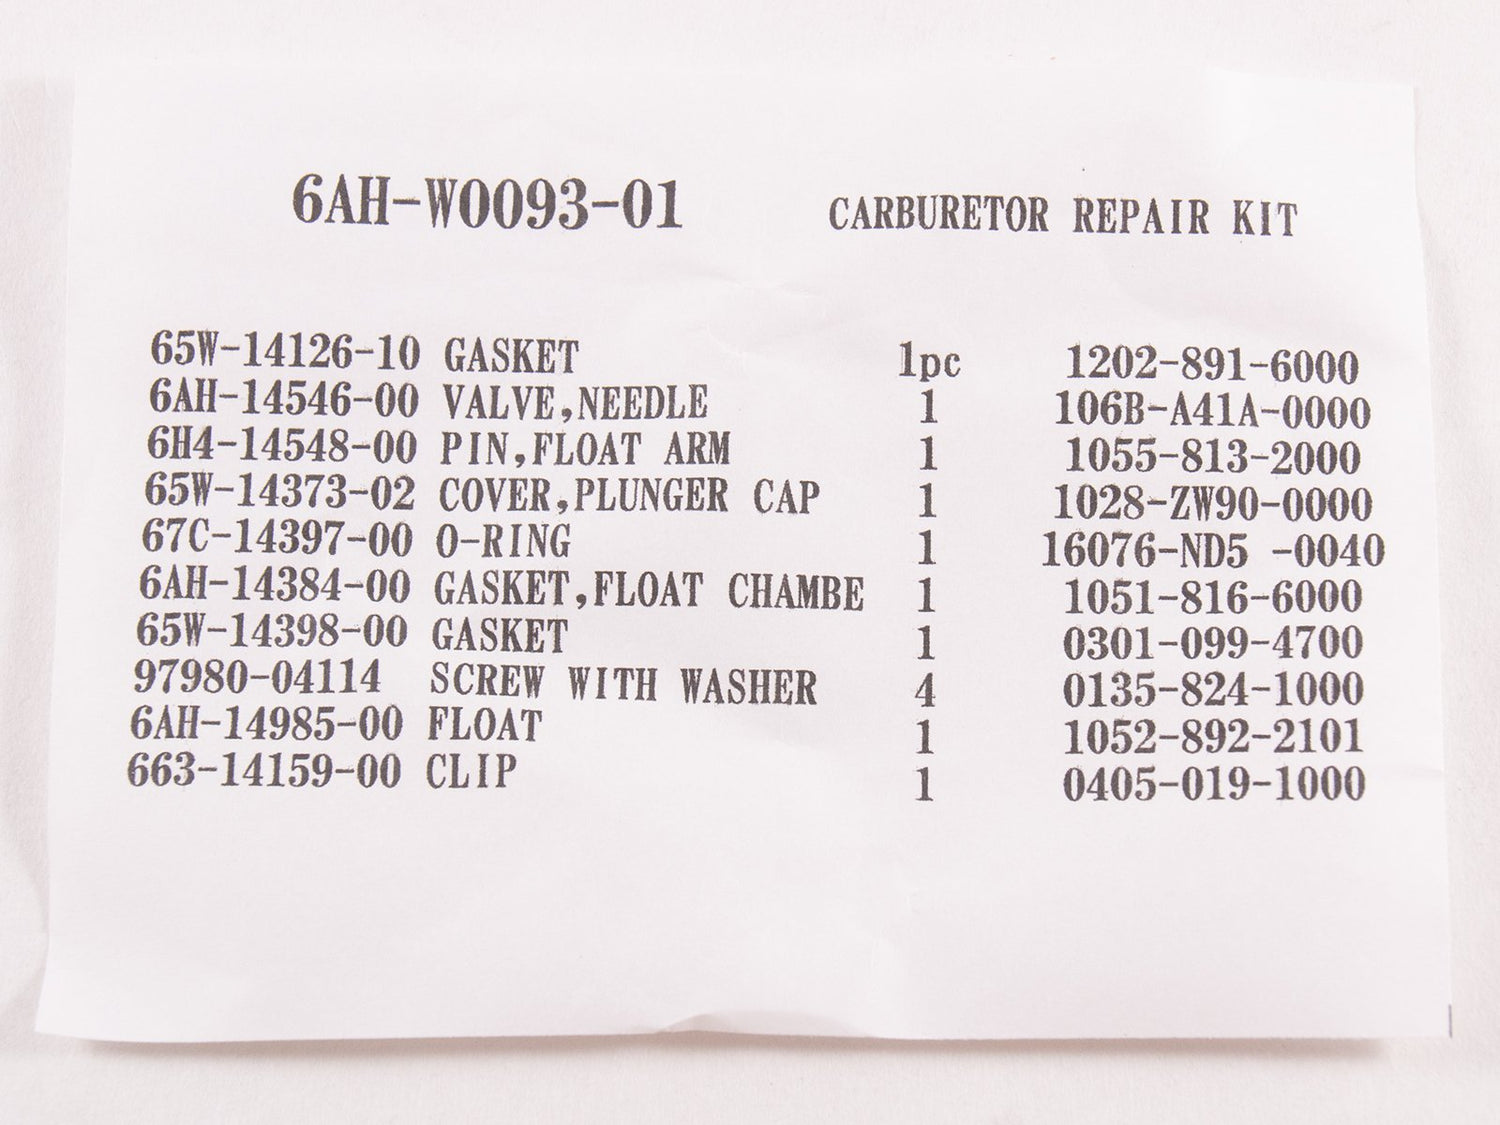 6AH-W0093-01 CARBURETOR REPAIR KIT
65W-14126-10 GASKET 1pc 1202-891-6000
6AH-14546-00 VALVE,NEEDLE 1 106B-A41A-0000
6H4-14548-00 PIN,FLOAT ARM 1 1055-813-2000
65W-14373-02 COVER,PLUNGER CAP 1 1028-ZW90-0000
67C-14397-00 O-RING 1 16076-ND5 -0040
6AH-14384-00 GASKET,FLOAT CHAMBE 1 1051-816-6000
65W-14398-00 GASKET 1 0301-099-4700
97980-04114 SCREW WITH WASHER 4 0135-824-1000
6AH-14985-00 FLOAT 1 1052-892-2101
663-14159-00 CLIP 1 0405-019-1000